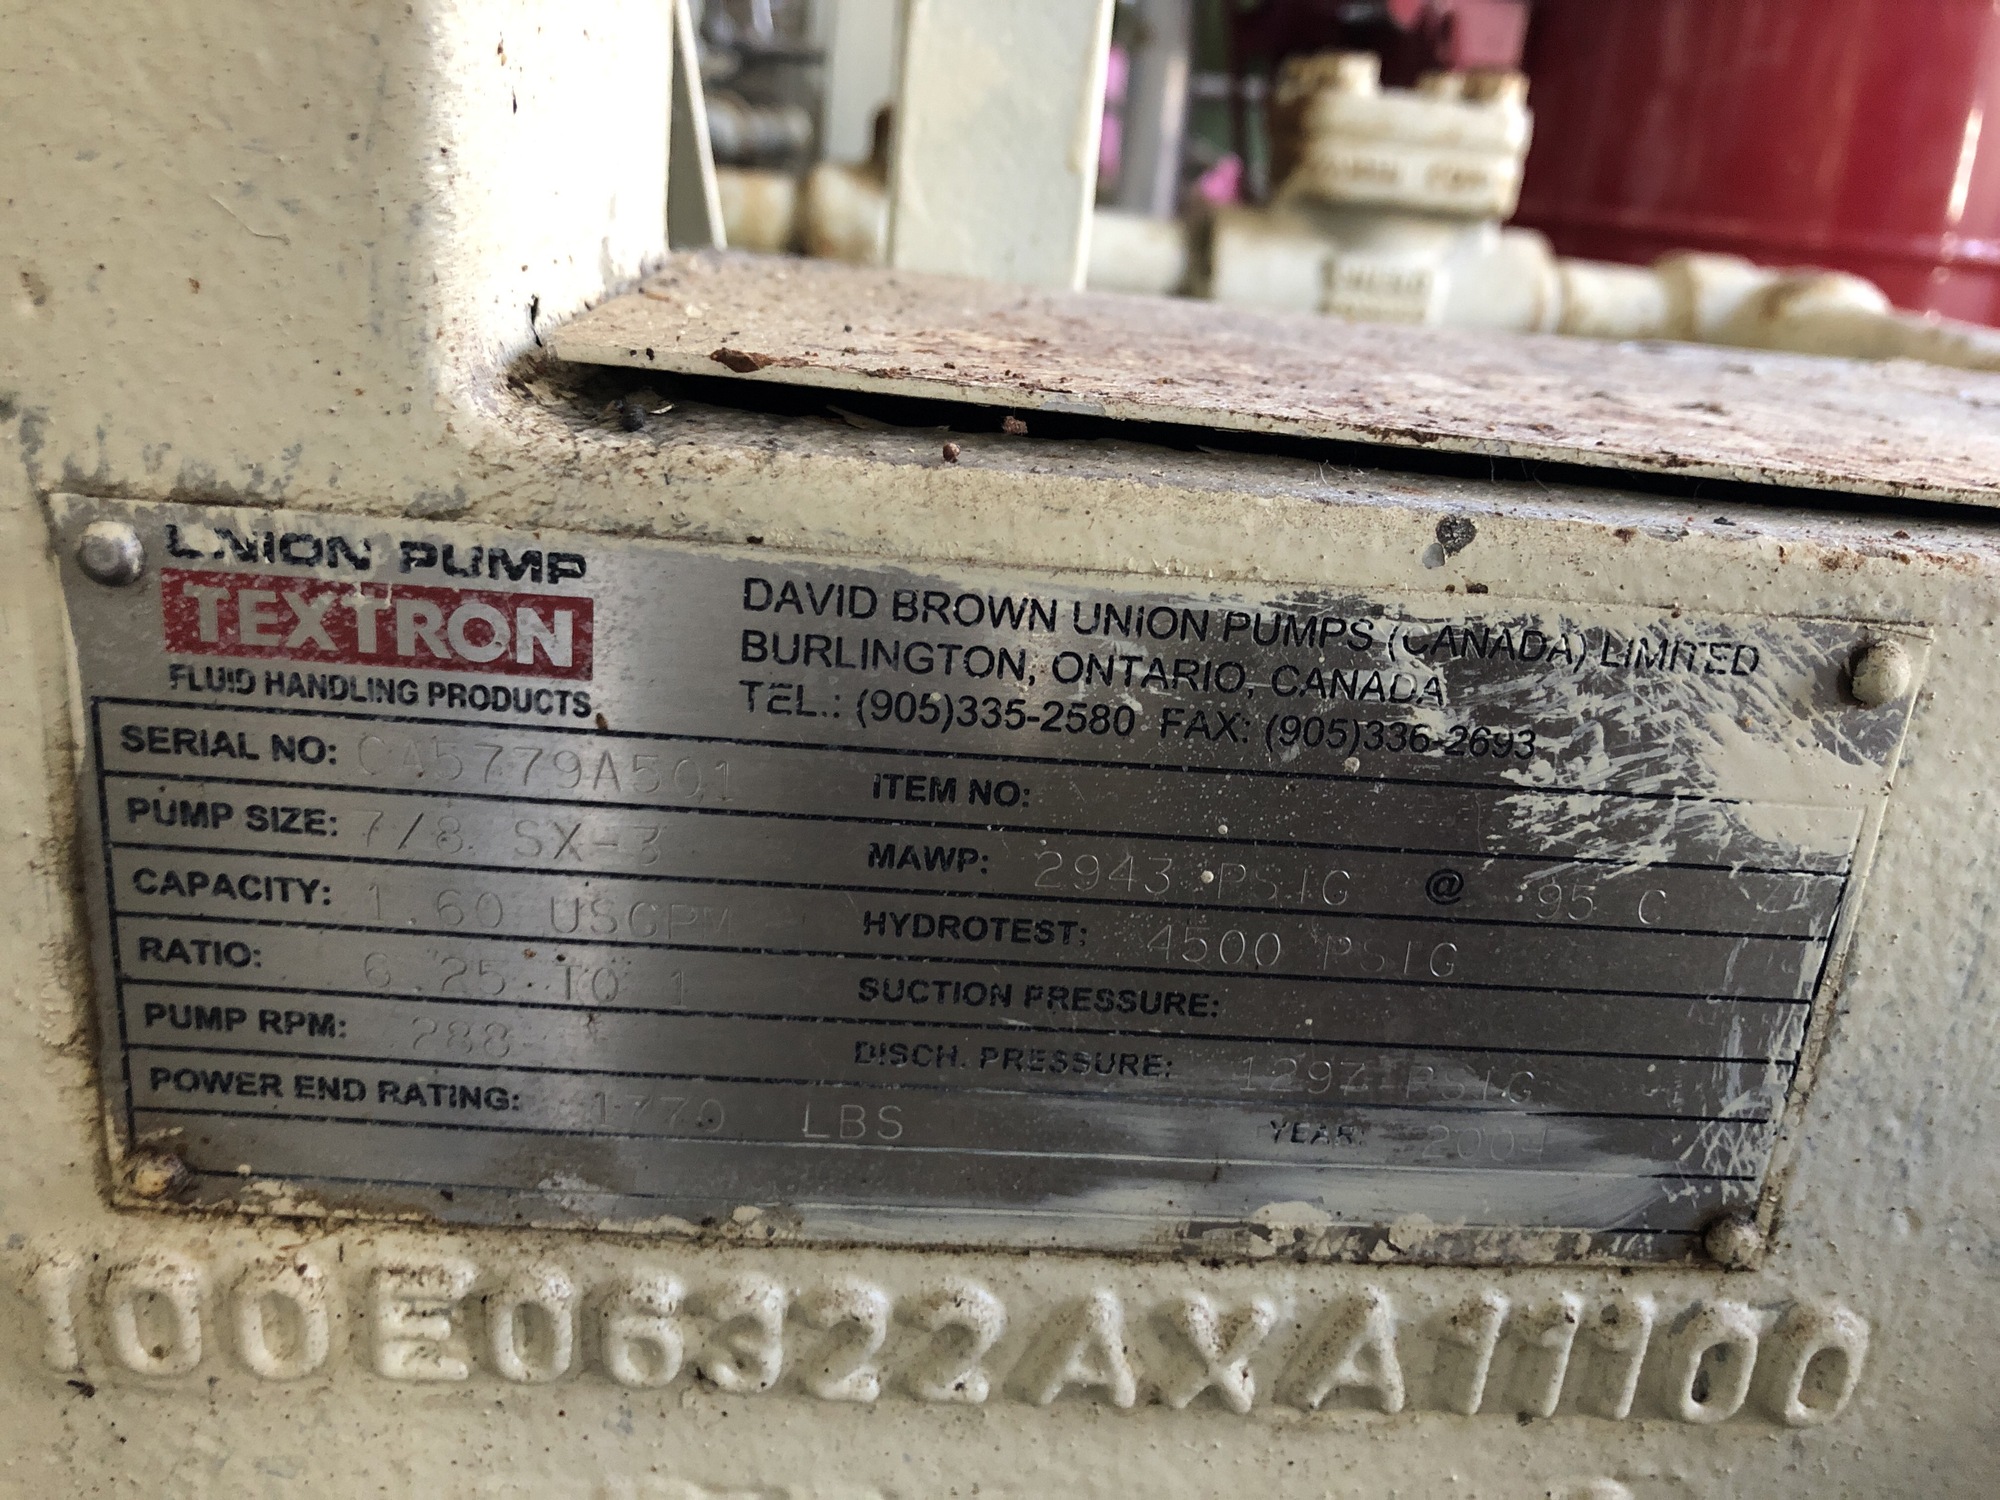 UNION PUMP
TEXTRON
FLUID HANDLING PRODUCTS
DAVID BROWN UNION PUMPS (CANADA) LIMITED
BURLINGTON, ONTARIO, CANADA
TEL.: (905)335-2580 FAX: (905)336-2693
SERIAL NO: CA5779A501 ITEM NO:
PUMP SIZE: 7/8 SX-3 MAWP: 2943 PSIG @ 95 C
CAPACITY: 1.60 USGPM HYDROTEST: 4500 PSIG
RATIO: 6.25 TO 1 SUCTION PRESSURE:
PUMP RPM: 288 DISCH. PRESSURE: 1297 PSIG
POWER END RATING: 1770 LBS YEAR: 2004
100E06322AXA11100